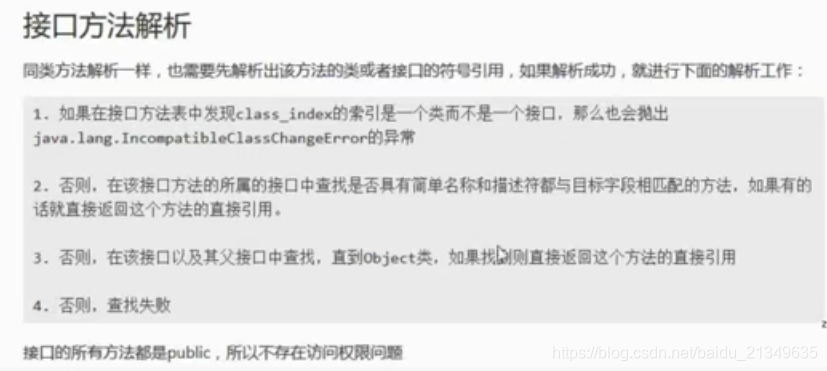 接口方法解析
同类方法解析一样，也需要先解析出该方法的类或者接口的符号引用，如果解析成功，就进行下面的解析工作：
1. 如果在接口方法表中发现class_index的索引是一个类而不是一个接口，那么也会抛出
java.lang.IncompatibleClassChangeError的异常
2. 否则，在该接口方法的所属的接口中查找是否具有简单名称和描述符都与目标字段相匹配的方法，如果有的
话就直接返回这个方法的直接引用。
3. 否则，在该接口以及其父接口中查找，直到Object类，如果找到则直接返回这个方法的直接引用
4. 否则，查找失败
接口的所有方法都是public，所以不存在访问权限问题
https://blog.csdn.net/baidu_21349635